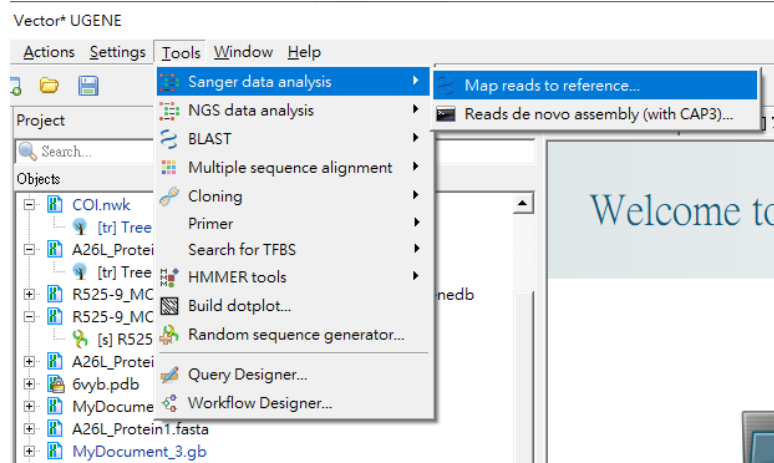 Vector* UGENE
Actions Settings Tools Window Help
Sanger data analysis
Map reads to reference...
Reads de novo assembly (with CAP3)...
NGS data analysis
BLAST
Multiple sequence alignment
Cloning
Primer
Search for TFBS
HMMER tools
Build dotplot...
Random sequence generator...
Query Designer...
Workflow Designer...
Project
Search...
Objects
COI.nwk
[tr] Tree
A26L_Protei
[tr] Tree
R525-9_MC
nedb
R525-9_MC
[s] R525
A26L_Protei
6vyb.pdb
MyDocume
A26L_Protein1.fasta
MyDocument_3.gb
Welcome to